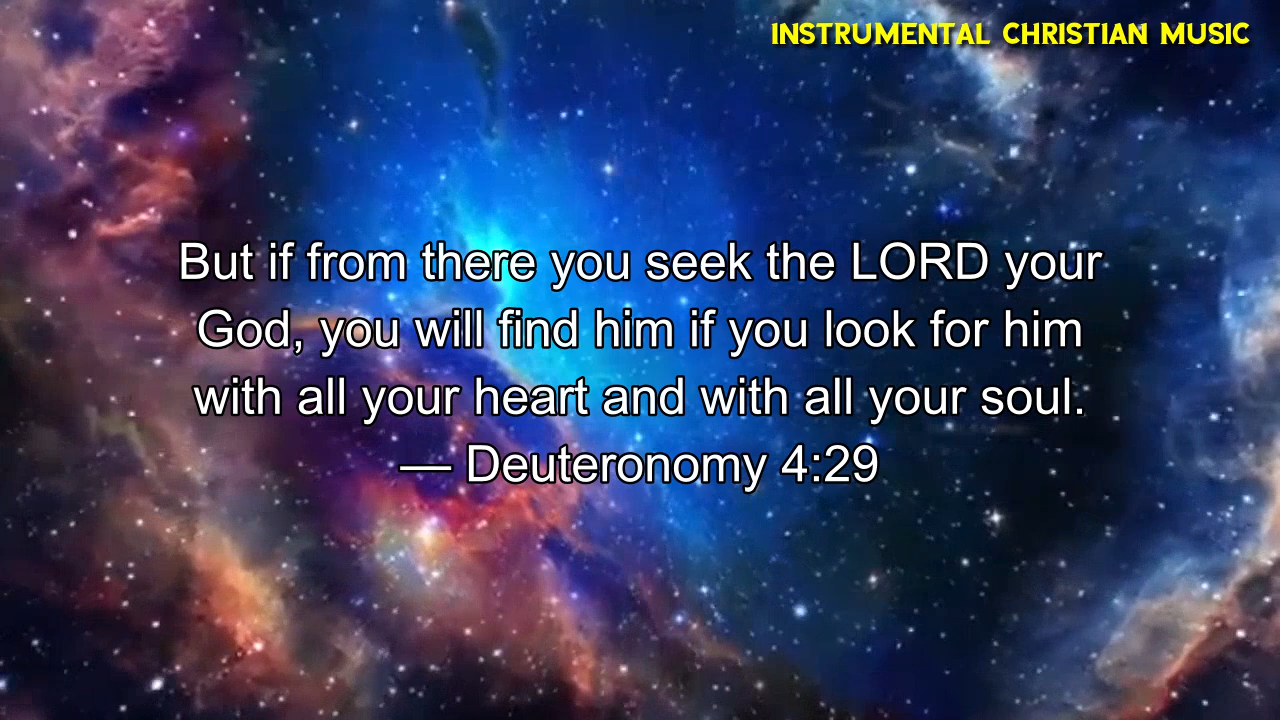 INSTRUMENTAL CHRISTIAN MUSIC
But if from there you seek the LORD your
God, you will find him if you look for him
with all your heart and with all your soul.
— Deuteronomy 4:29